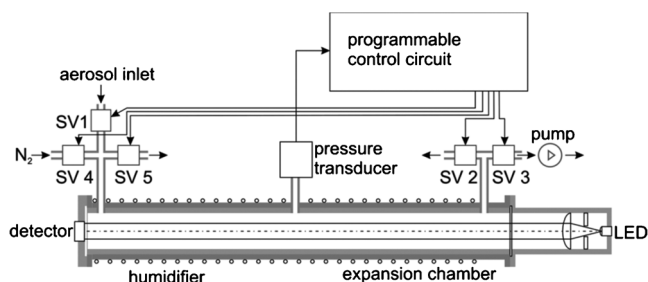 programmable
control circuit
aerosol inlet
SV1
N₂
SV 4
SV 5
pressure
transducer
SV 2
SV 3
pump
detector
LED
humidifier
expansion chamber